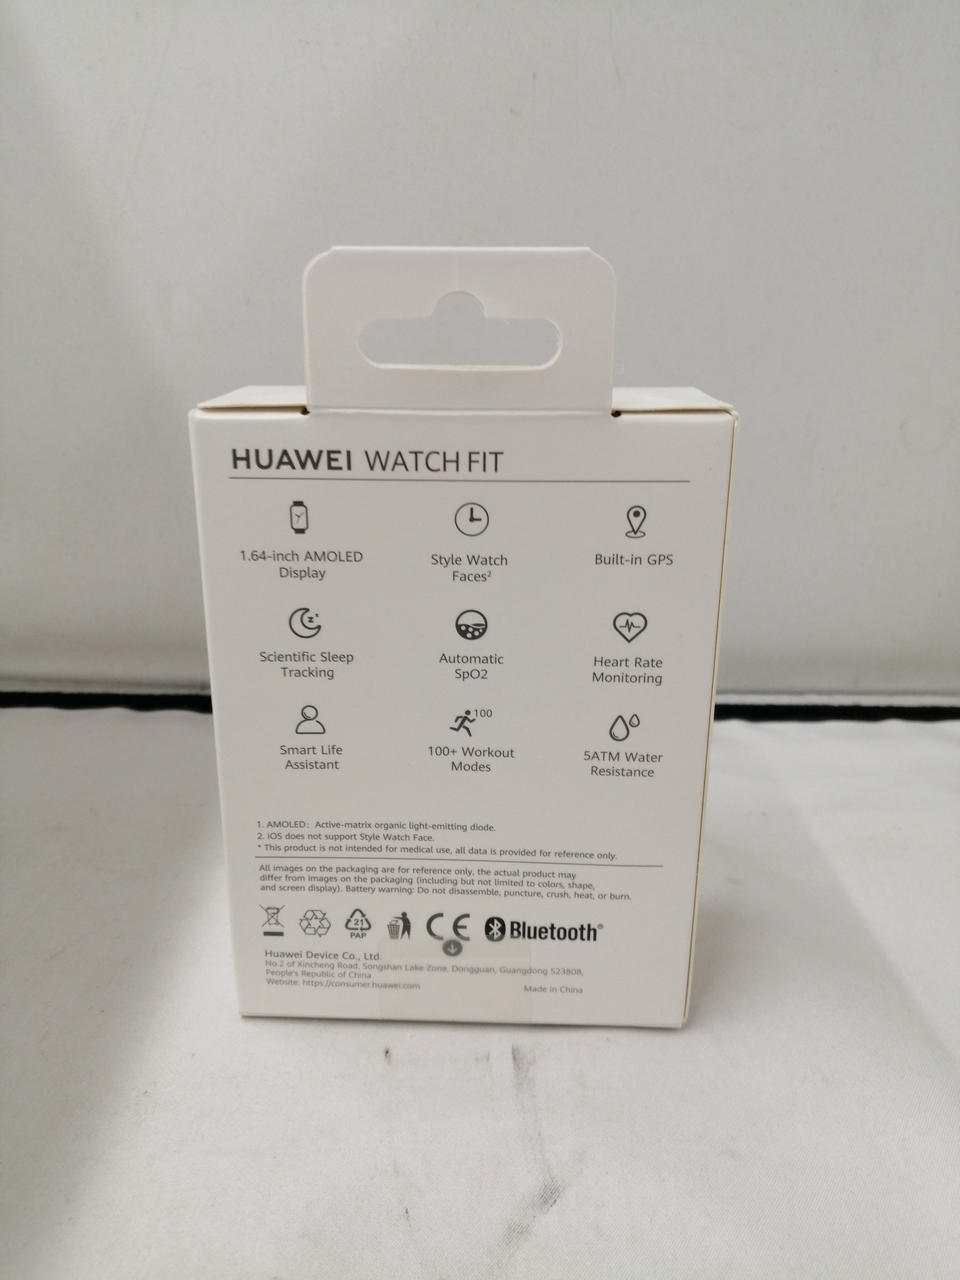 HUAWEI WATCH FIT
1.64-inch AMOLED
Display
Style Watch
Faces²
Built-in GPS
Scientific Sleep
Tracking
Automatic
SpO2
Heart Rate
Monitoring
Smart Life
Assistant
100
100+ Workout
Modes
5ATM Water
Resistance
1. AMOLED: Active-matrix organic light-emitting diode.
2. iOS does not support Style Watch Face.
* This product is not intended for medical use, all data is provided for reference only.
All images on the packaging are for reference only, the actual product may
differ from images on the packaging (including but not limited to colors, shape,
and screen display). Battery warning: Do not disassemble, puncture, crush, heat, or burn.
21
PAP
CE
Bluetooth®
Huawei Device Co., Ltd.
No.2 of Xincheng Road, Songshan Lake Zone, Dongguan, Guangdong 523808,
People's Republic of China
Website: https://consumer.huawei.com
Made in China